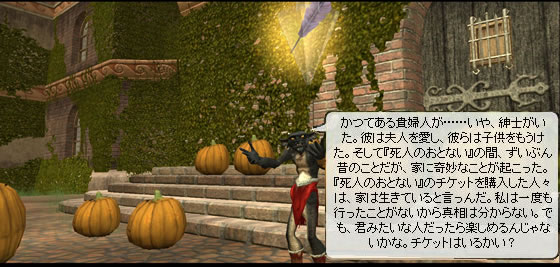 かつてある貴婦人が……いや、紳士がい
た。彼は夫人を愛し、彼らは子供をもうけ
た。そして『死人のおとない』の間、ずいぶん
昔のことだが、家に奇妙なことが起こった。
『死人のおとない』のチケットを購入した人々
は、家は生きていると言っんだ。私は一度も
行ったことがないから真相は分からない。で
も、君みたいな人だったら楽しめるんじゃな
いかな。チケットはいるかい？